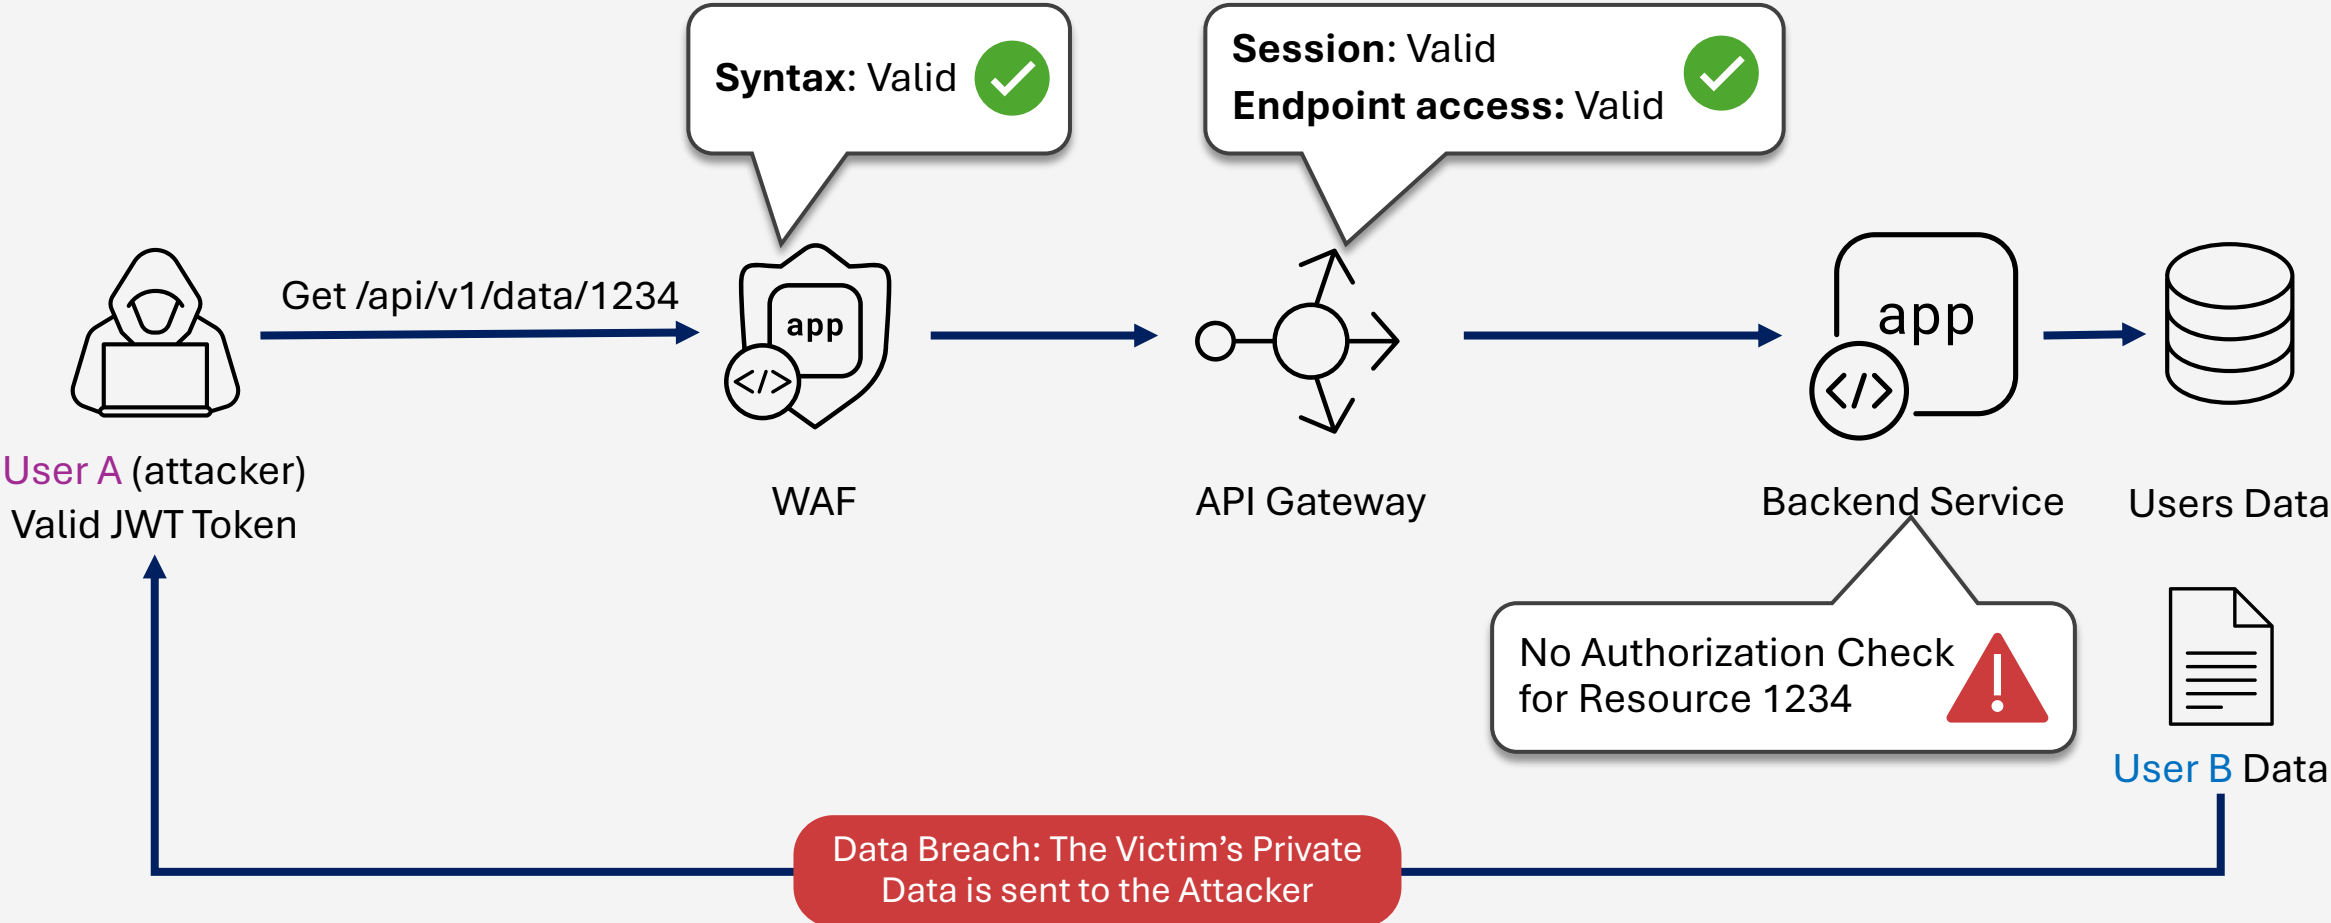 Syntax: Valid
Session: Valid
Endpoint access: Valid
Get /api/v1/data/1234
app
</>
app
</>
User A (attacker)
Valid JWT Token
WAF
API Gateway
Backend Service
Users Data
No Authorization Check
for Resource 1234
User B Data
Data Breach: The Victim’s Private
Data is sent to the Attacker